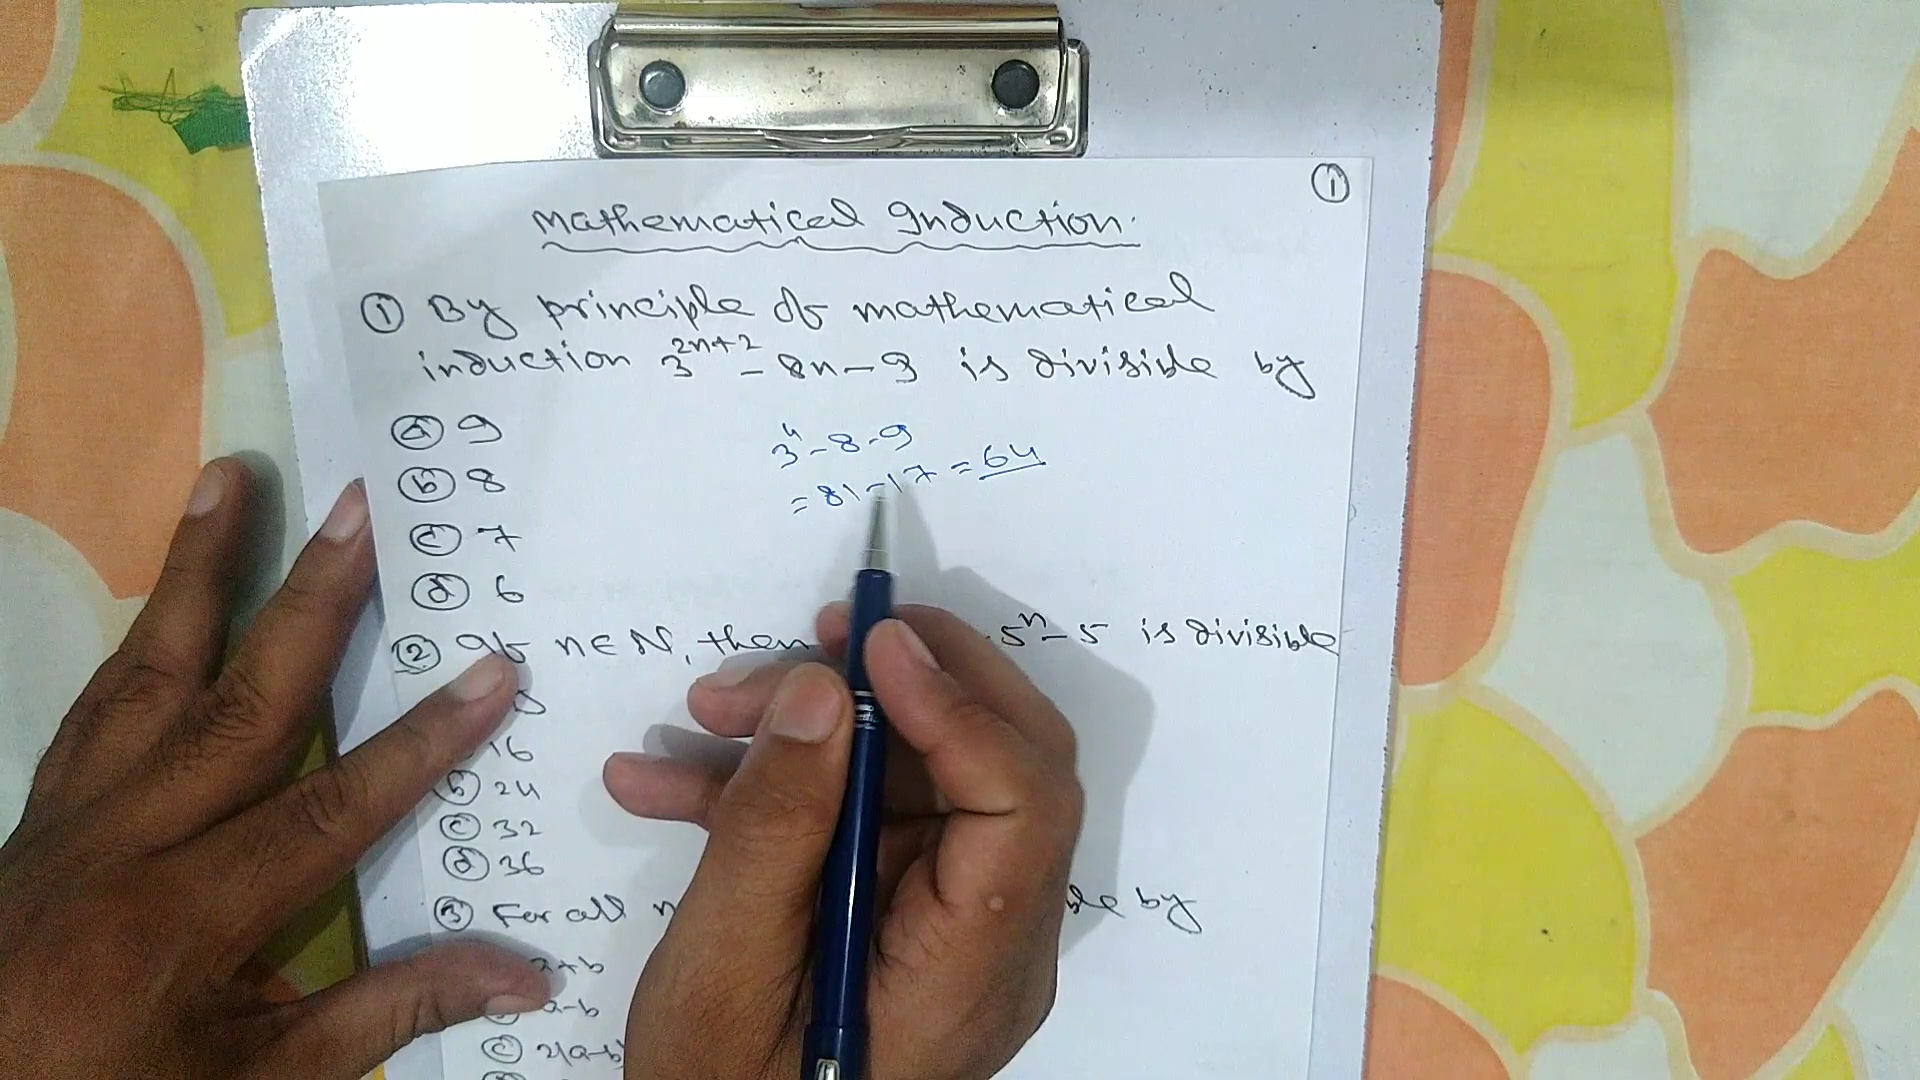 ①
Mathematical Induction.
① By principle of mathematical
induction 3^{2n+2} - 8n - 9 is divisible by
ⓐ 9
ⓑ 8
ⓒ 7
ⓓ 6
3^4 - 8 - 9
= 81 - 17 = 64
② If n ∈ N, then 5^n - 5 is divisible
16
ⓑ 24
ⓒ 32
ⓓ 36
③ For all n by
a+b
a-b
ⓒ 2(a-b)